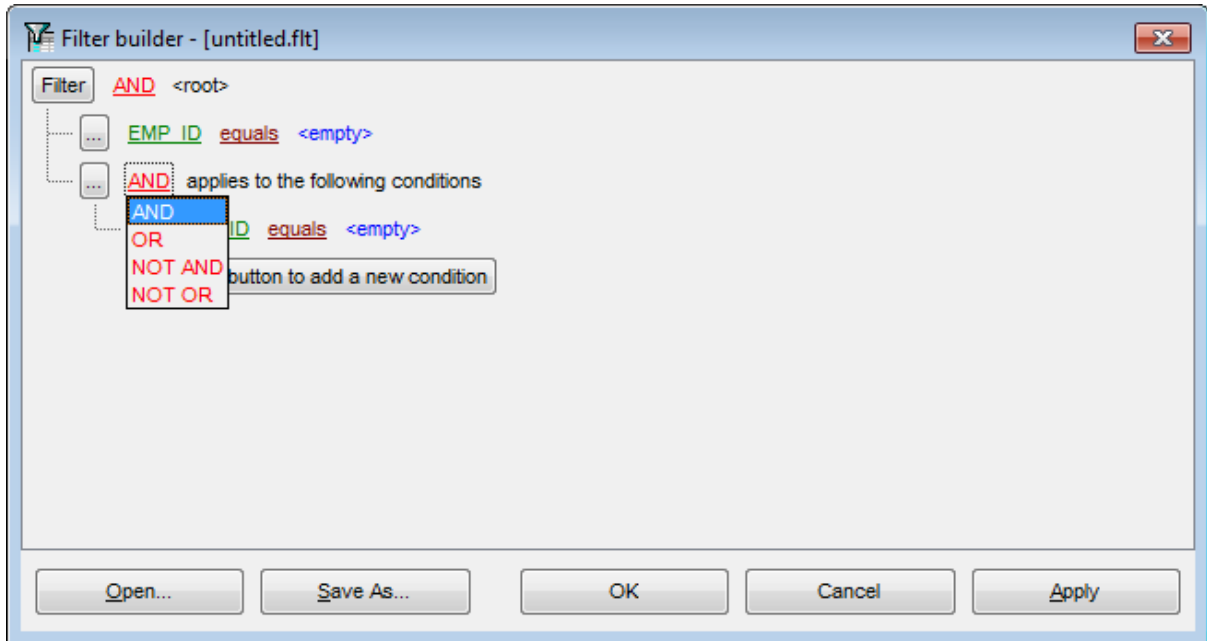 Filter builder - [untitled.flt]
Filter AND <root>
... EMP_ID equals <empty>
... AND applies to the following conditions
AND
ID equals <empty>
OR
NOT AND
button to add a new condition
NOT OR
Open... Save As... OK Cancel Apply